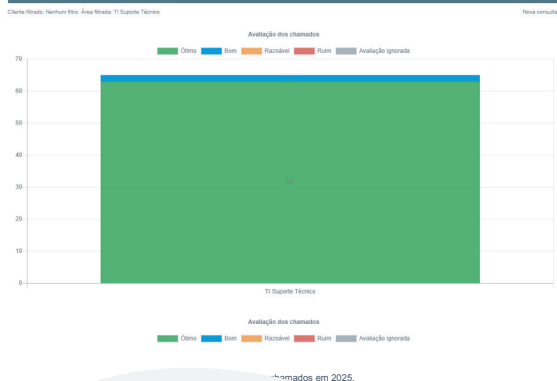 Cliente filtrado: Nenhum filtro Área filtrada: TI Suporte Técnico Nova consulta
Avaliação dos chamados
Ótimo Bom Razoável Ruim Avaliação ignorada
70
60
50
40
30
20
10
0
TI Suporte Técnico
Avaliação dos chamados
Ótimo Bom Razoável Ruim Avaliação ignorada
chamados em 2025.